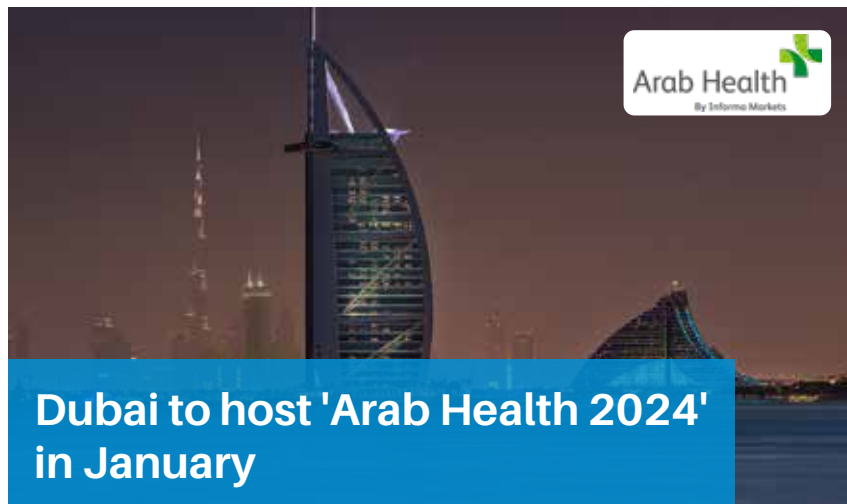 Arab Health
By Informa Markets
Dubai to host 'Arab Health 2024'
in January